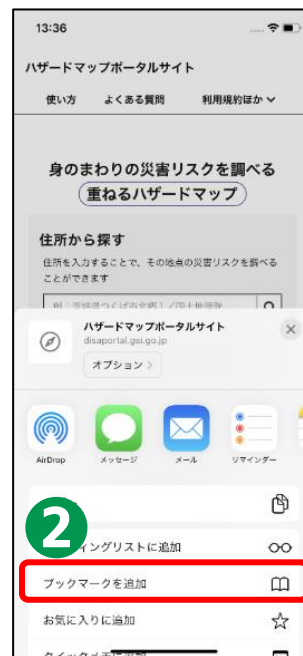 13:36
ハザードマップポータルサイト
使い方 よくある質問 利用規約ほか
身のまわりの災害リスクを調べる
重ねるハザードマップ
住所から探す
住所を入力することで、その地点の災害リスクを調べる
ことができます
ハザードマップポータルサイト
disaportal.gsi.go.jp
オプション
AirDrop メッセージ メール リマインダー
2
ィングリストに追加
ブックマークを追加
お気に入りに追加